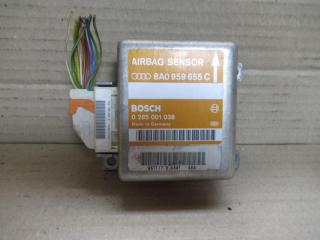 AIRBAG SENSOR
8A0 959 655 C
BOSCH
0 285 001 038
Made in Germany